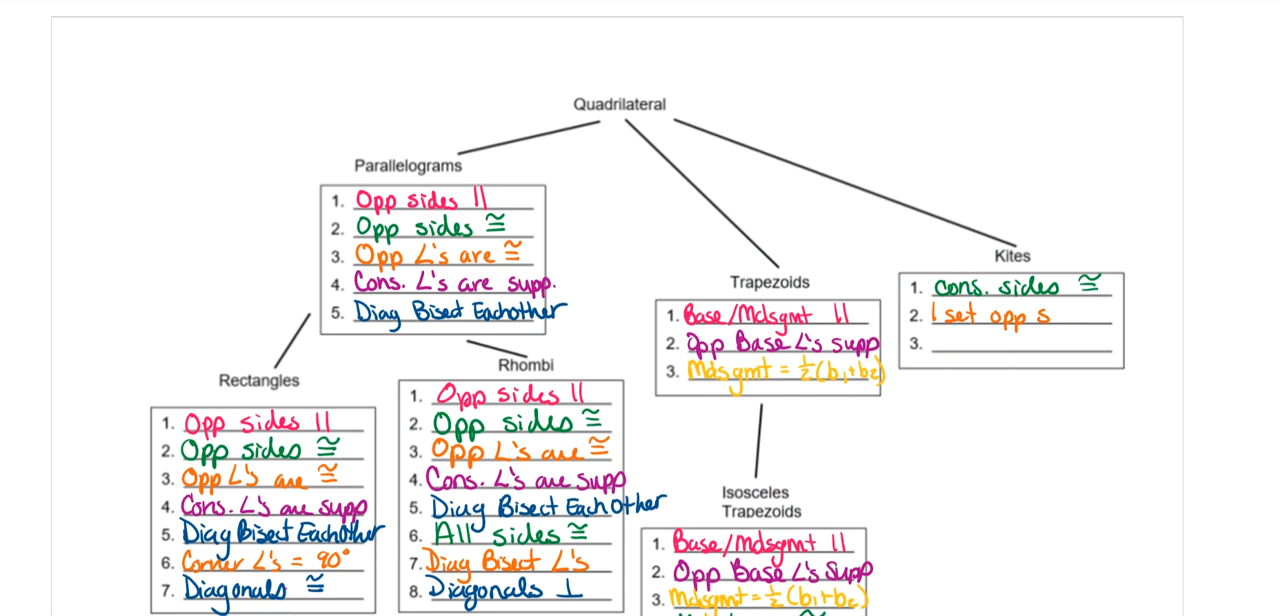 Quadrilateral
Parallelograms
1. Opp sides ||
2. Opp sides ≅
3. Opp ∠'s are ≅
4. Cons. ∠'s are supp.
5. Diag Bisect Eachother
Rectangles
1. Opp sides ||
2. Opp sides ≅
3. Opp ∠'s are ≅
4. Cons. ∠'s are supp
5. Diag Bisect Eachother
6. Corner ∠'s = 90°
7. Diagonals ≅
Rhombi
1. Opp sides ||
2. Opp sides ≅
3. Opp ∠'s are ≅
4. Cons. ∠'s are supp
5. Diag Bisect Each other
6. All sides ≅
7. Diag Bisect ∠'s
8. Diagonals ⊥
Trapezoids
1. Base/Mdsgmt ||
2. Opp Base ∠'s supp
3. Mdsgmt = ½(b₁+b₂)
Isosceles
Trapezoids
1. Base/Mdsgmt ||
2. Opp Base ∠'s Supp
3. Mdsgmt = ½(b₁+b₂)
Kites
1. Cons. sides ≅
2. 1 set opp s
3.